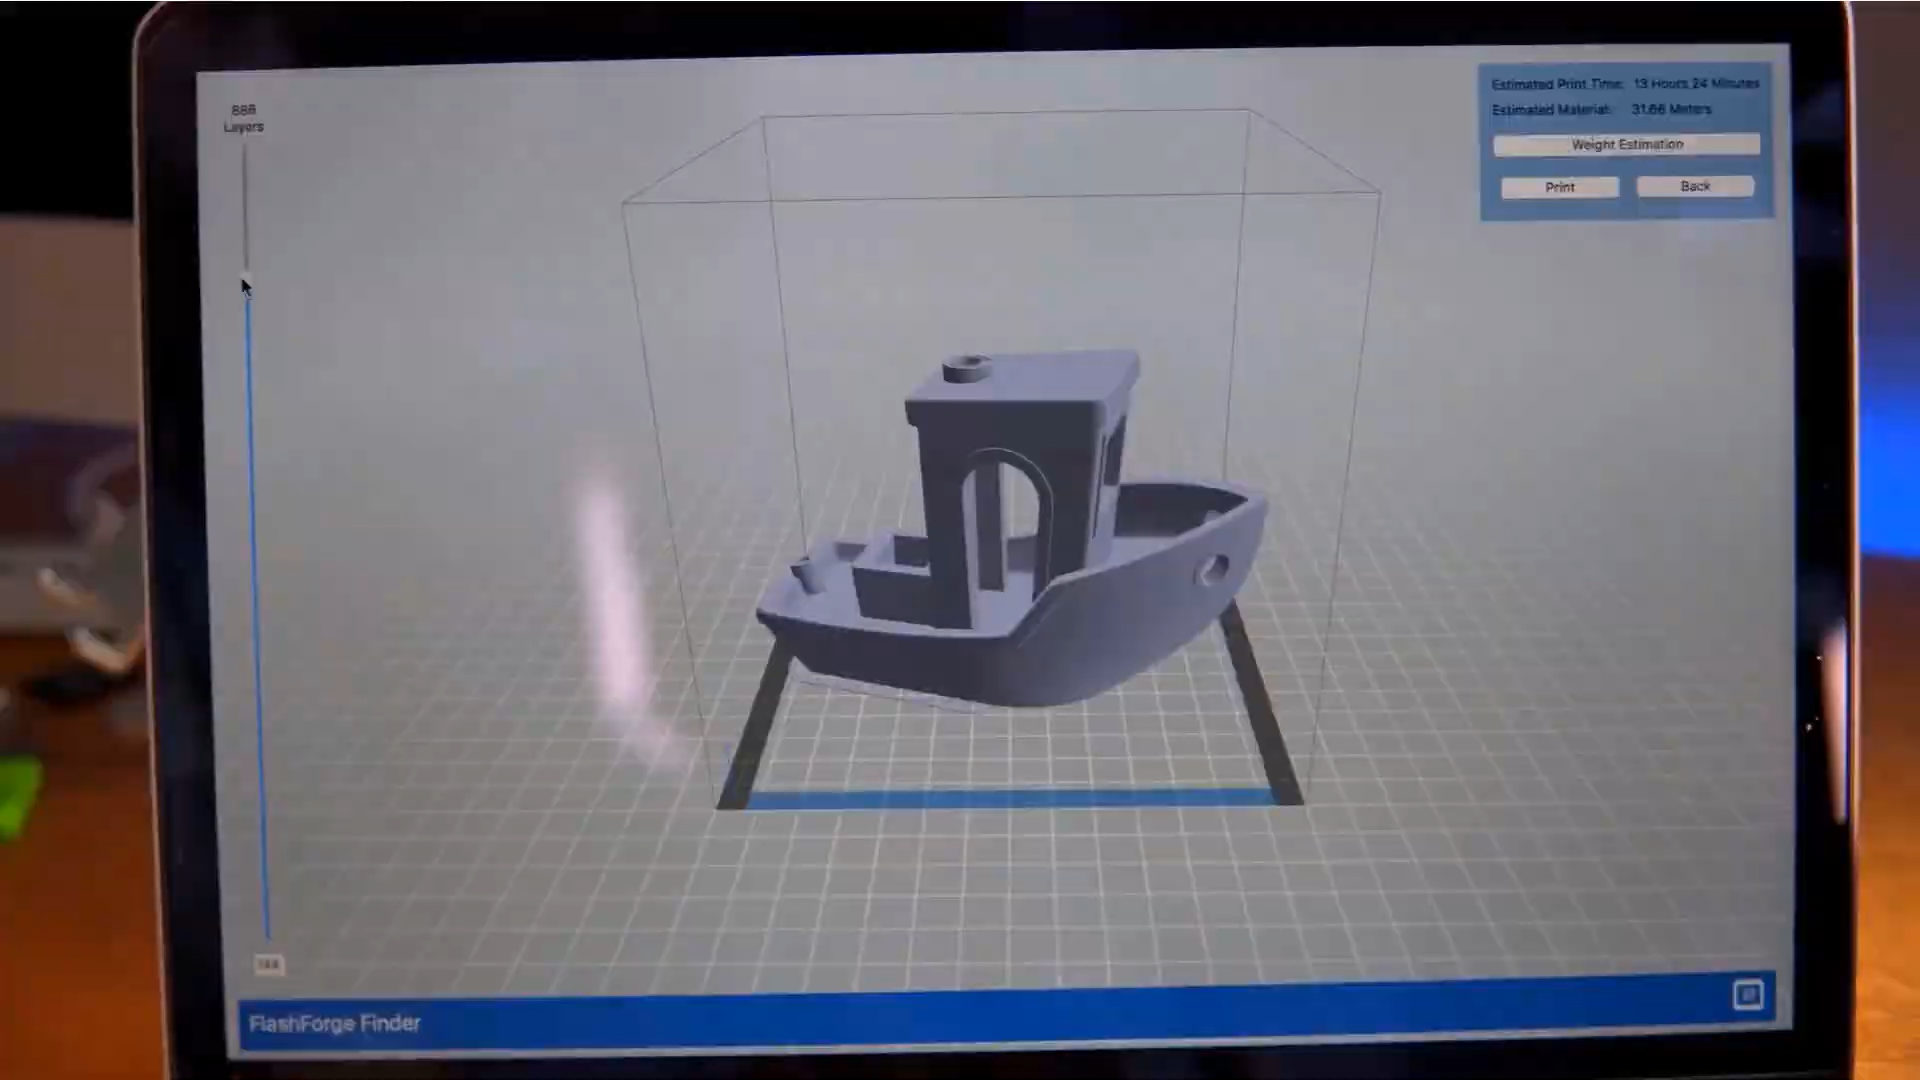 Layers
Estimated Print Time: 13 Hours 24 Minutes
Estimated Material: 31.66 Meters
Weight Estimation
Print Back
FlashForge Finder